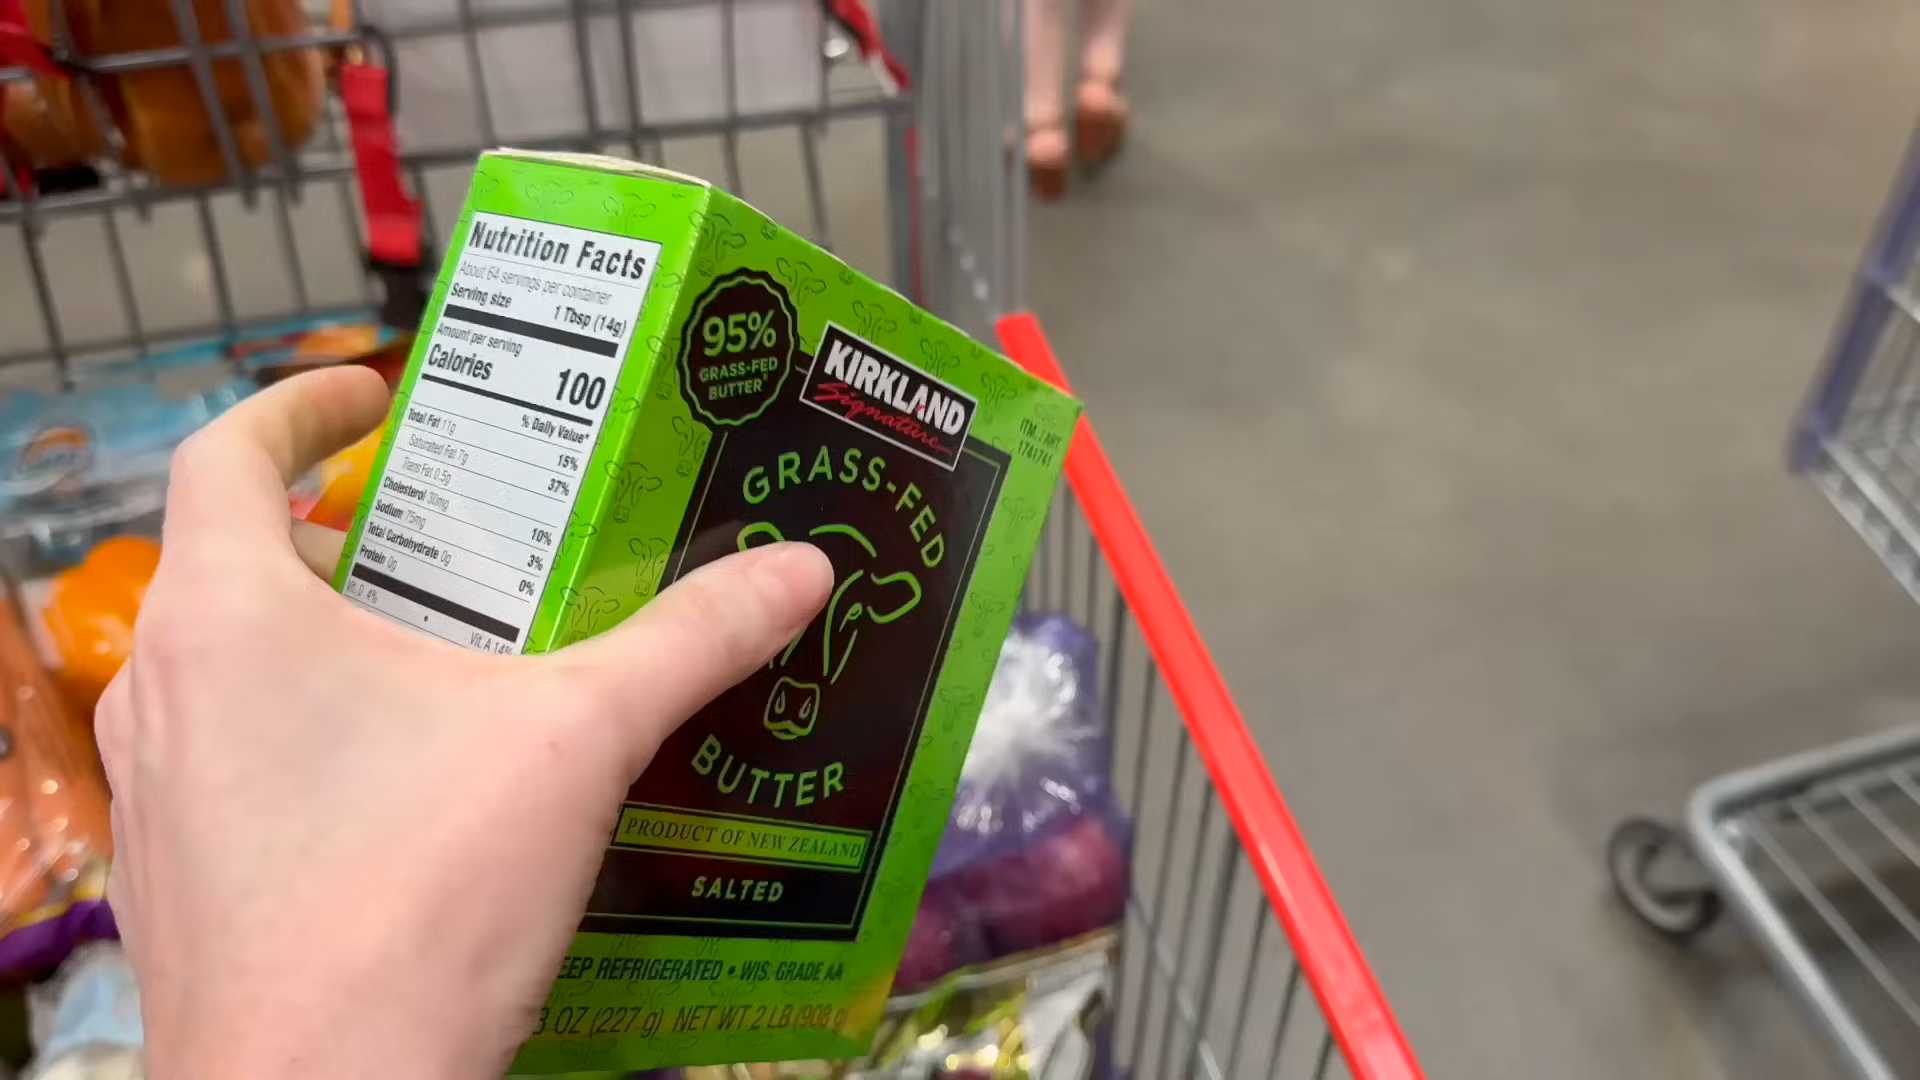 Nutrition Facts
About 64 servings per container
Serving size 1 Tbsp (14g)
Amount per serving
Calories 100
% Daily Value*
Total Fat 11g 15%
Saturated Fat 7g 37%
Trans Fat 0.5g
Cholesterol 30mg 10%
Sodium 75mg 3%
Total Carbohydrate 0g 0%
Protein 0g
Vit. D 4% • Vit. A 14%
95%
GRASS-FED
BUTTER
KIRKLAND
Signature
ITM. / ART.
1741741
GRASS-FED
BUTTER
PRODUCT OF NEW ZEALAND
SALTED
EEP REFRIGERATED • WIS. GRADE AA
8 OZ (227 g) NET WT 2 LB (908 g)